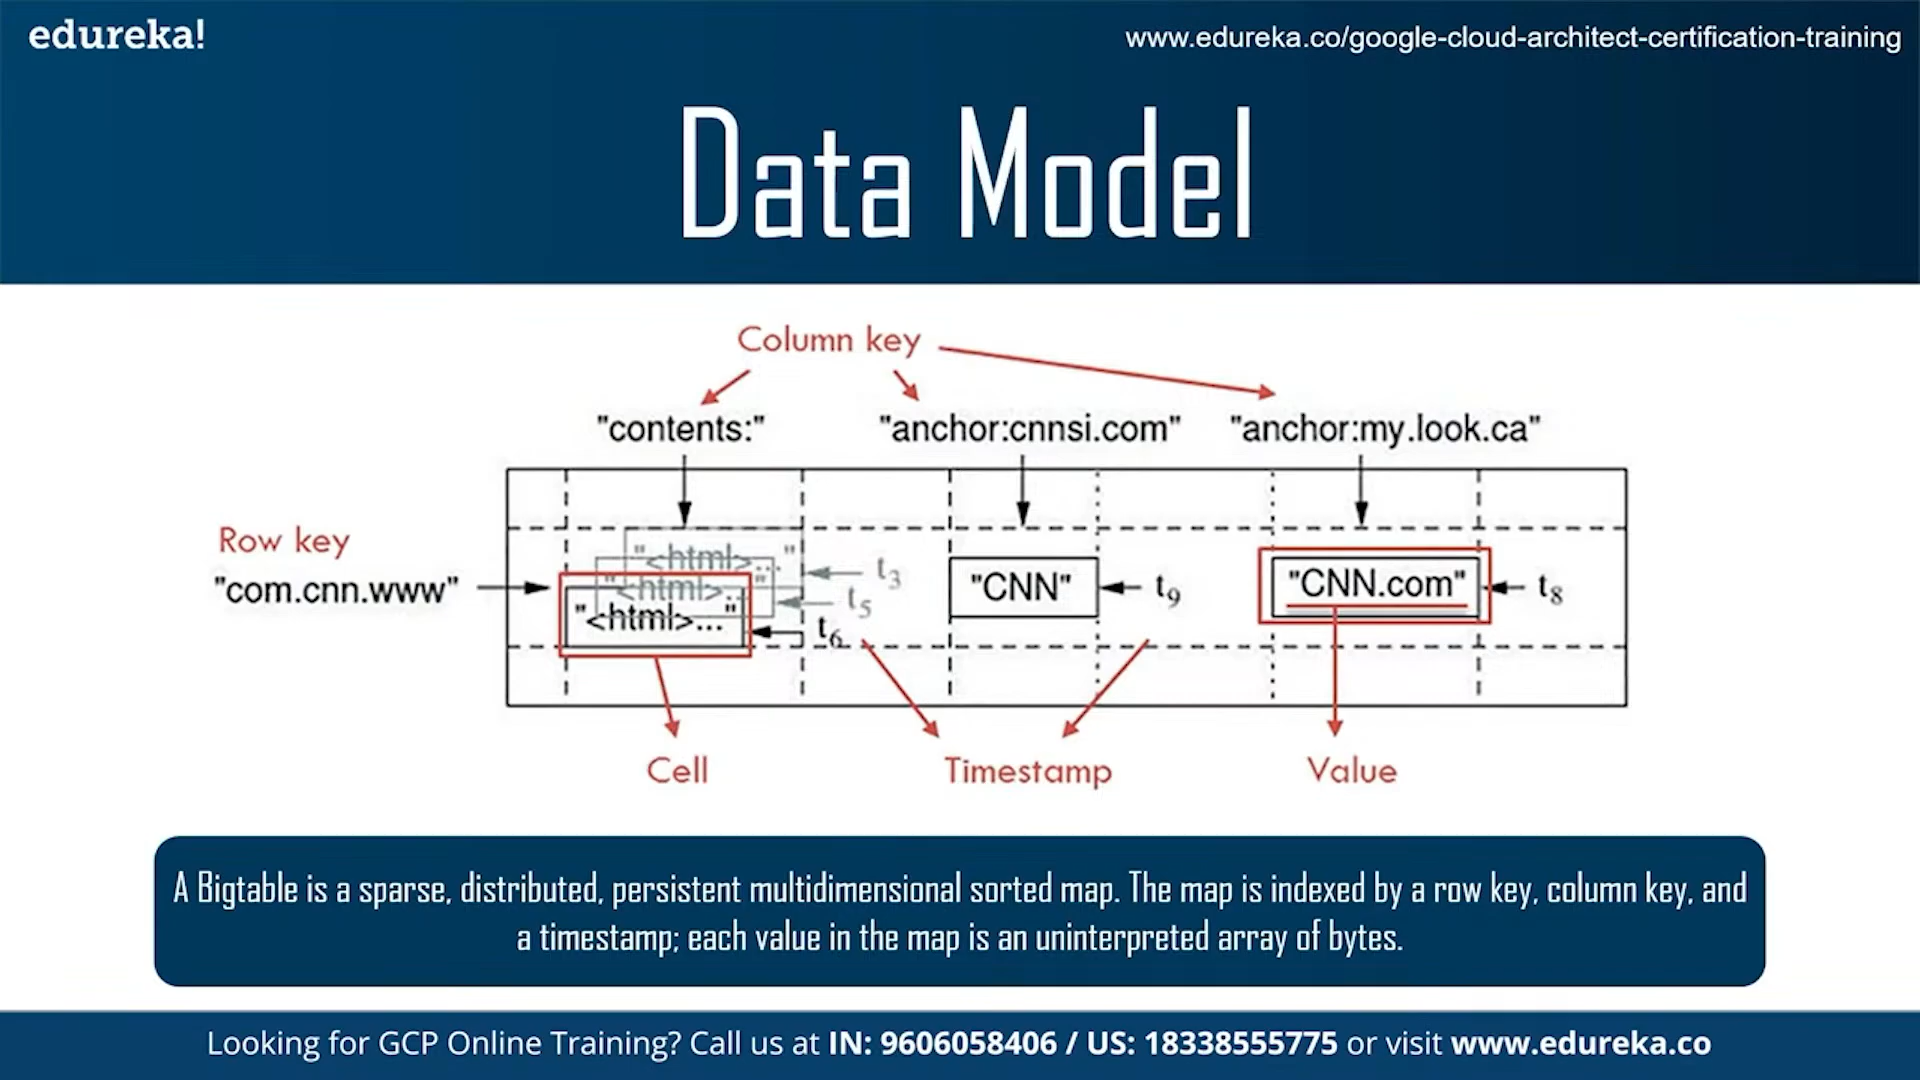 edureka!
www.edureka.co/google-cloud-architect-certification-training
Data Model
Column key
"contents:" "anchor:cnnsi.com" "anchor:my.look.ca"
Row key
"com.cnn.www"
"<html>..." t3
"<html>..." t5
"<html>..." t6
"CNN" t9
"CNN.com" t8
Cell Timestamp Value
A Bigtable is a sparse, distributed, persistent multidimensional sorted map. The map is indexed by a row key, column key, and
a timestamp; each value in the map is an uninterpreted array of bytes.
Looking for GCP Online Training? Call us at IN: 9606058406 / US: 18338555775 or visit www.edureka.co